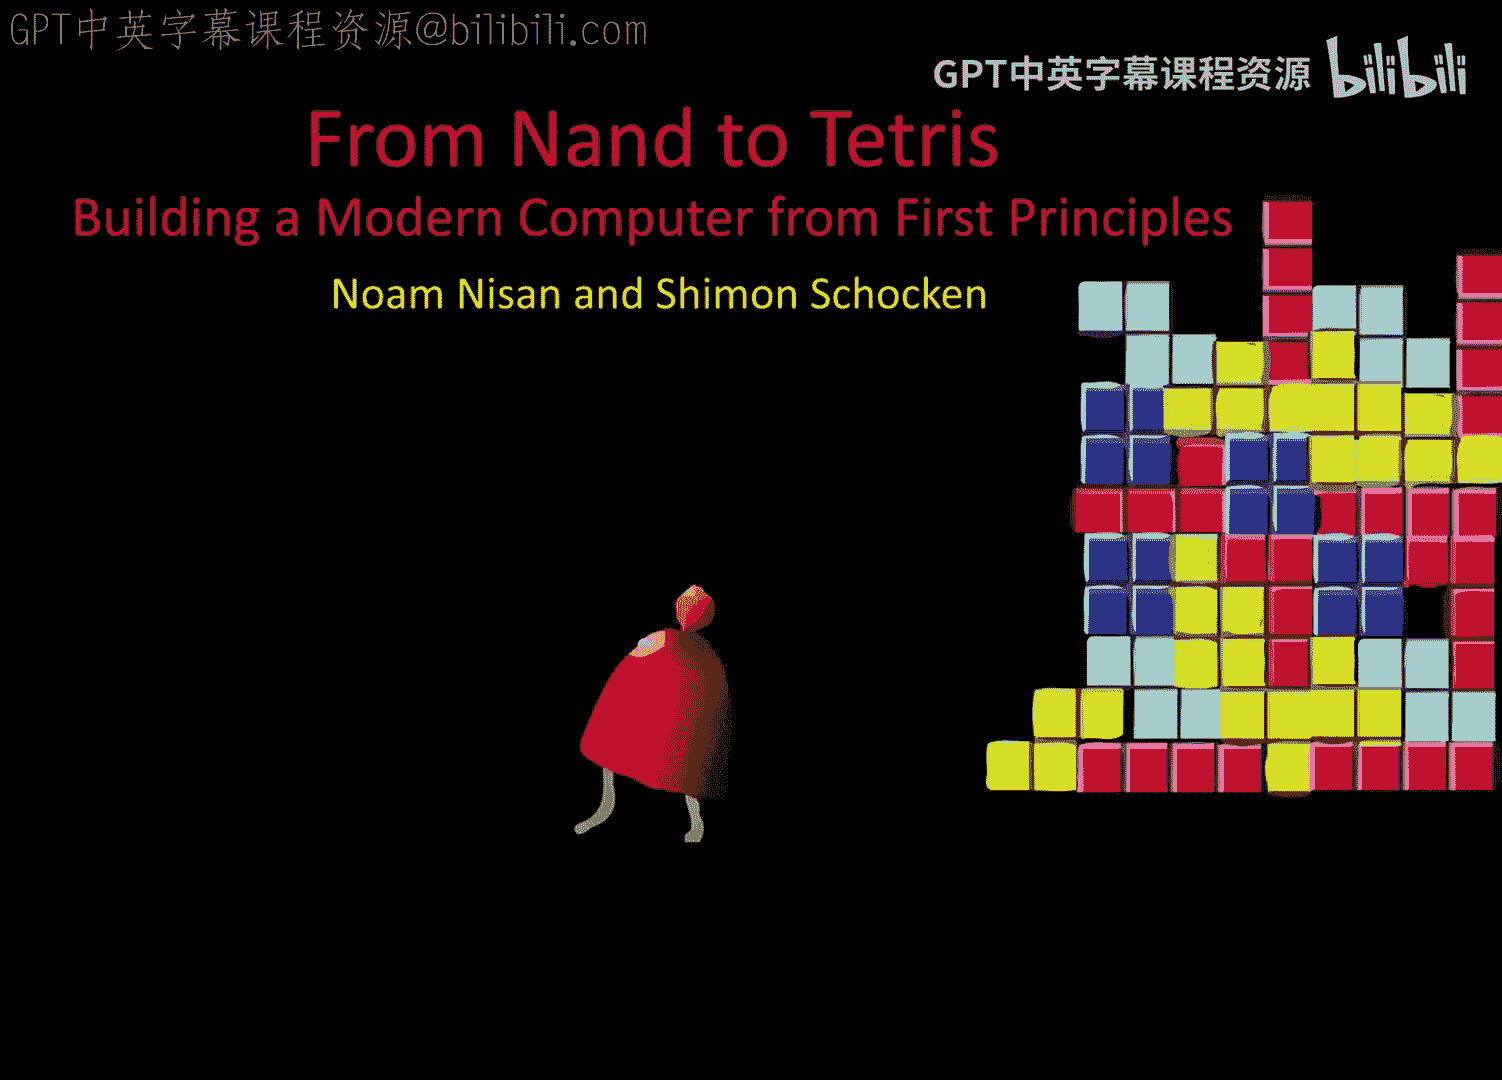 GPT中英字幕课程资源@bilibili.com
GPT中英字幕课程资源 bilibili
From Nand to Tetris
Building a Modern Computer from First Principles
Noam Nisan and Shimon Schocken